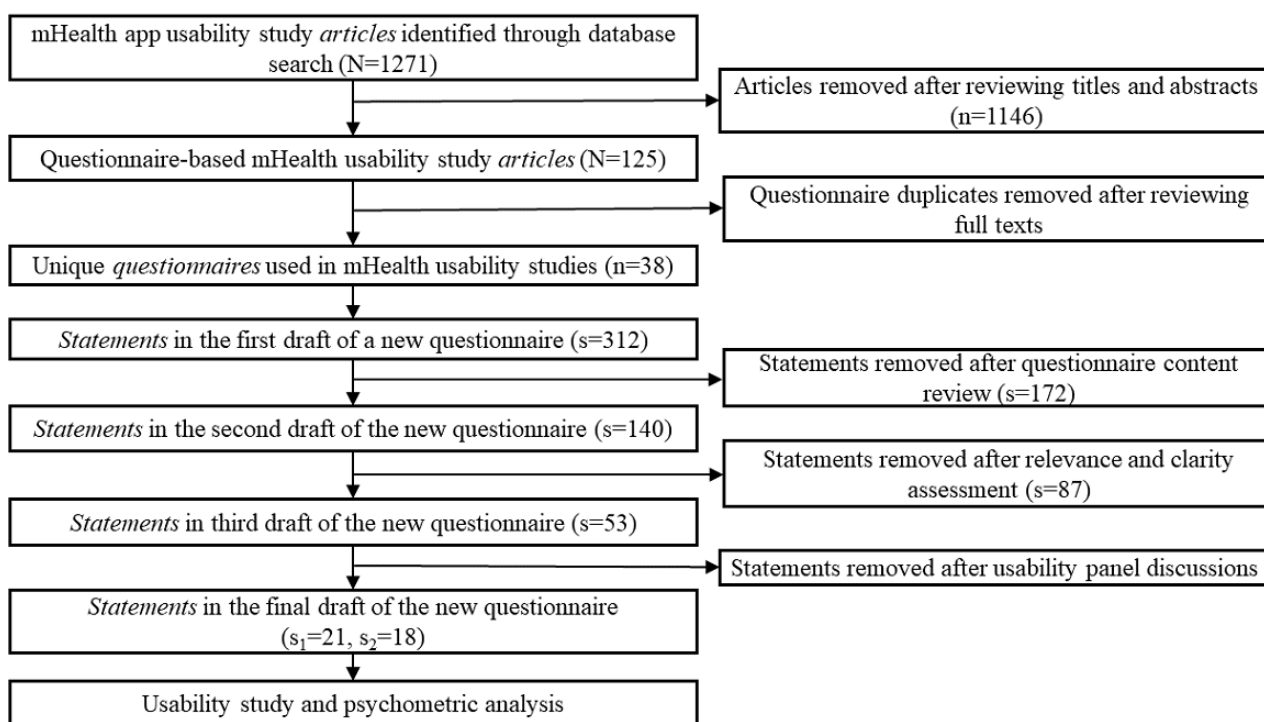 mHealth app usability study articles identified through database
search (N=1271)
Articles removed after reviewing titles and abstracts
(n=1146)
Questionnaire-based mHealth usability study articles (N=125)
Questionnaire duplicates removed after reviewing
full texts
Unique questionnaires used in mHealth usability studies (n=38)
Statements in the first draft of a new questionnaire (s=312)
Statements removed after questionnaire content
review (s=172)
Statements in the second draft of the new questionnaire (s=140)
Statements removed after relevance and clarity
assessment (s=87)
Statements in third draft of the new questionnaire (s=53)
Statements removed after usability panel discussions
Statements in the final draft of the new questionnaire
(s₁=21, s₂=18)
Usability study and psychometric analysis